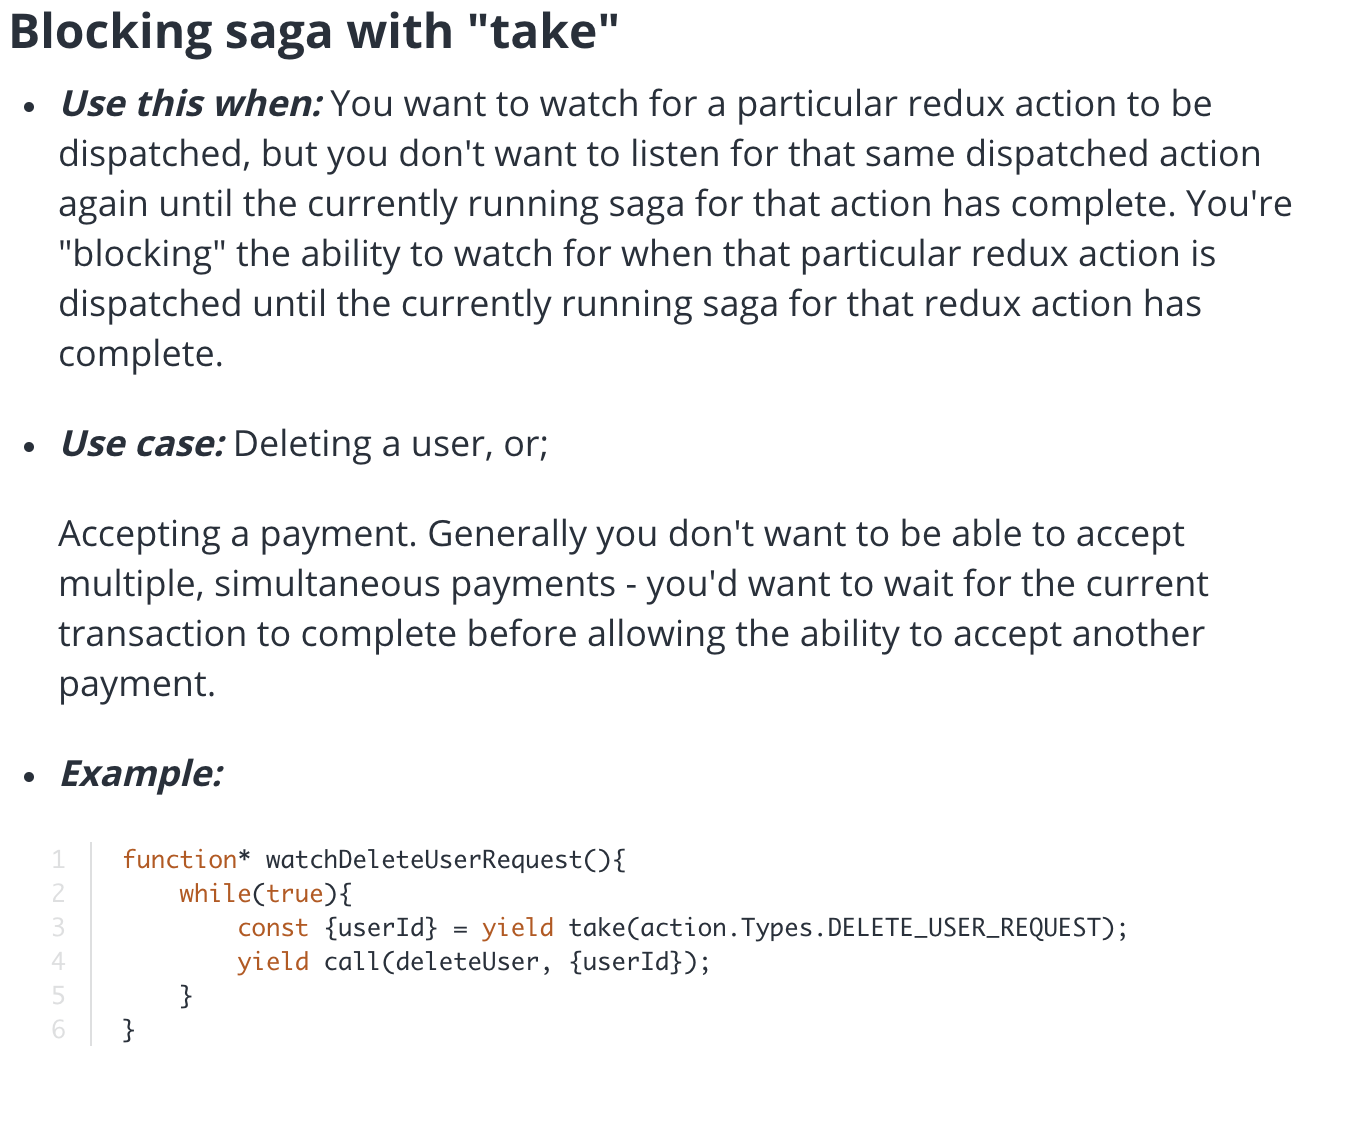 Blocking saga with "take"
• Use this when: You want to watch for a particular redux action to be
dispatched, but you don't want to listen for that same dispatched action
again until the currently running saga for that action has complete. You're
"blocking" the ability to watch for when that particular redux action is
dispatched until the currently running saga for that redux action has
complete.
• Use case: Deleting a user, or;
Accepting a payment. Generally you don't want to be able to accept
multiple, simultaneous payments - you'd want to wait for the current
transaction to complete before allowing the ability to accept another
payment.
• Example:
1 function* watchDeleteUserRequest(){
2     while(true){
3         const {userId} = yield take(action.Types.DELETE_USER_REQUEST);
4         yield call(deleteUser, {userId});
5     }
6 }